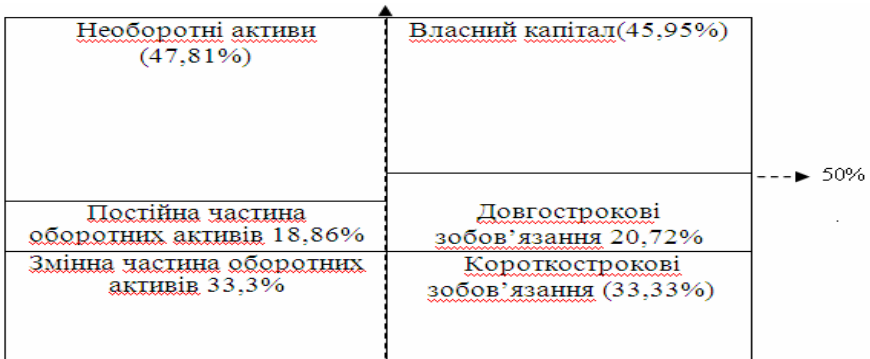 Необоротні активи
(47,81%)
Власний капітал(45,95%)
50%
Постійна частина
оборотних активів 18,86%
Довгострокові
зобов’язання 20,72%
Змінна частина оборотних
активів 33,3%
Короткострокові
зобов’язання (33,33%)